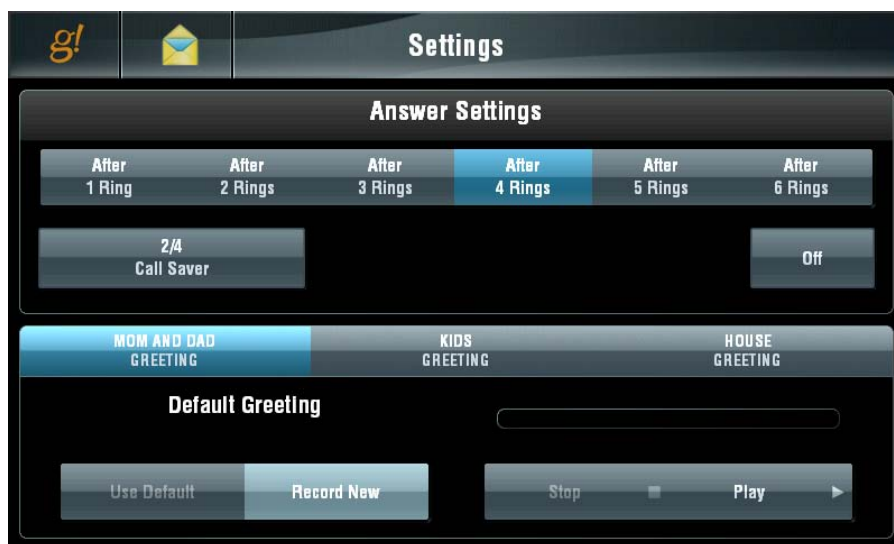 g!
Settings
Answer Settings
After
1 Ring
After
2 Rings
After
3 Rings
After
4 Rings
After
5 Rings
After
6 Rings
2/4
Call Saver
Off
MOM AND DAD
GREETING
KIDS
GREETING
HOUSE
GREETING
Default Greeting
Use Default
Record New
Stop
Play